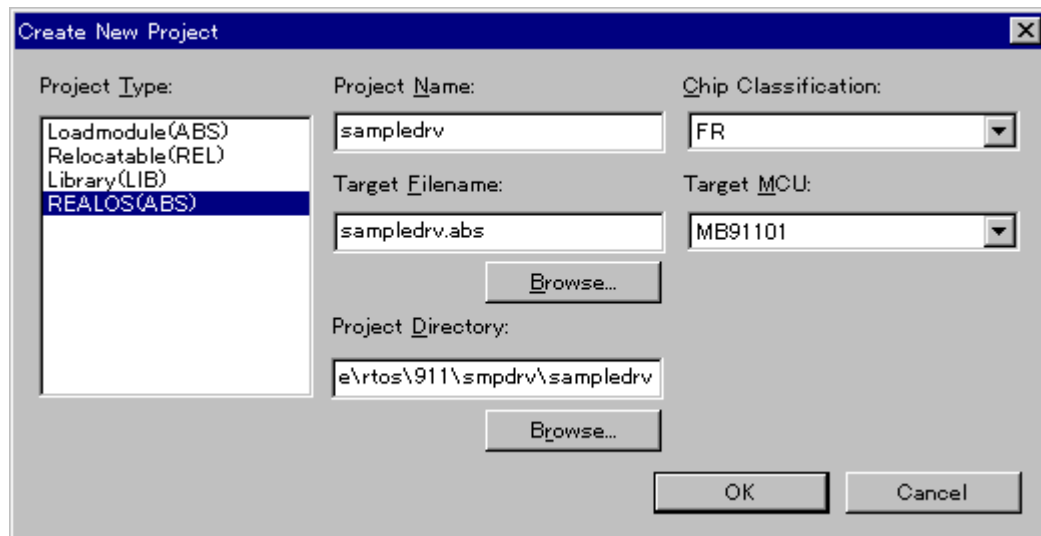 Create New Project
Project Type:
Loadmodule(ABS)
Relocatable(REL)
Library(LIB)
REALOS(ABS)
Project Name:
sampledrv
Target Filename:
sampledrv.abs
Browse...
Project Directory:
e\rtos\911\smpdrv\sampledrv
Browse...
Chip Classification:
FR
Target MCU:
MB91101
OK
Cancel